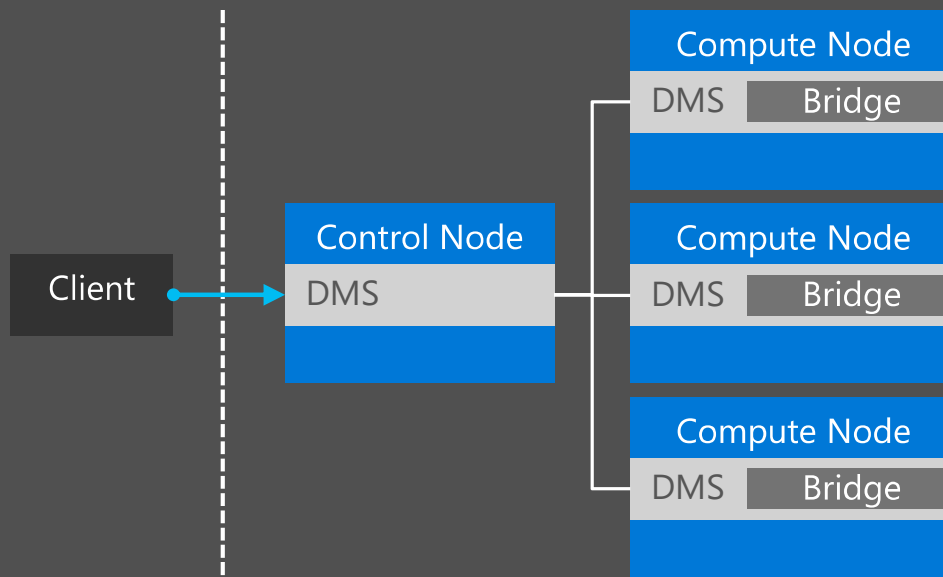 Client
Control Node
DMS
Compute Node
DMS Bridge
Compute Node
DMS Bridge
Compute Node
DMS Bridge